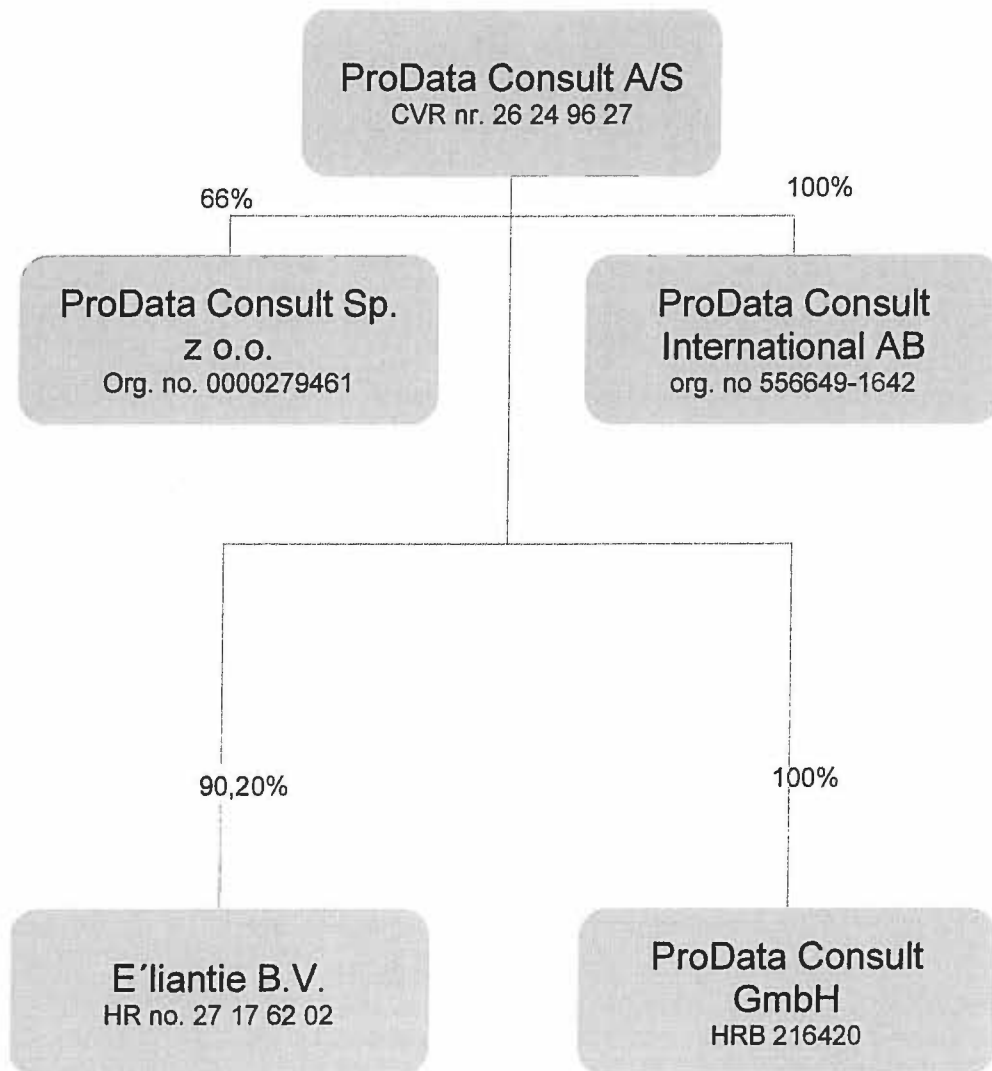 ProData Consult A/S
CVR nr. 26 24 96 27
66%
100%
ProData Consult Sp.
z o.o.
Org. no. 0000279461
ProData Consult
International AB
org. no 556649-1642
90,20%
100%
E´liantie B.V.
HR no. 27 17 62 02
ProData Consult
GmbH
HRB 216420